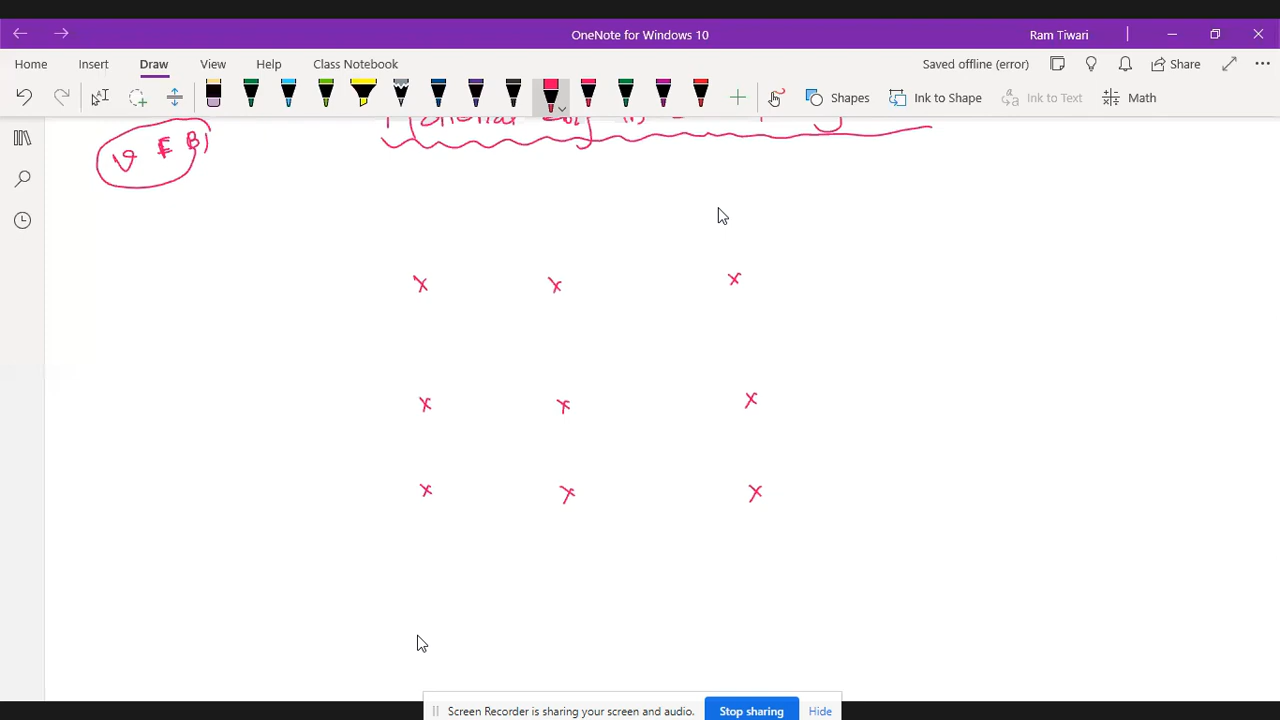 OneNote for Windows 10
Ram Tiwari
Home Insert Draw View Help Class Notebook
Saved offline (error)
Share
Shapes
Ink to Shape
Ink to Text
Math
x x x
x x x
x x x
Screen Recorder is sharing your screen and audio.
Stop sharing
Hide